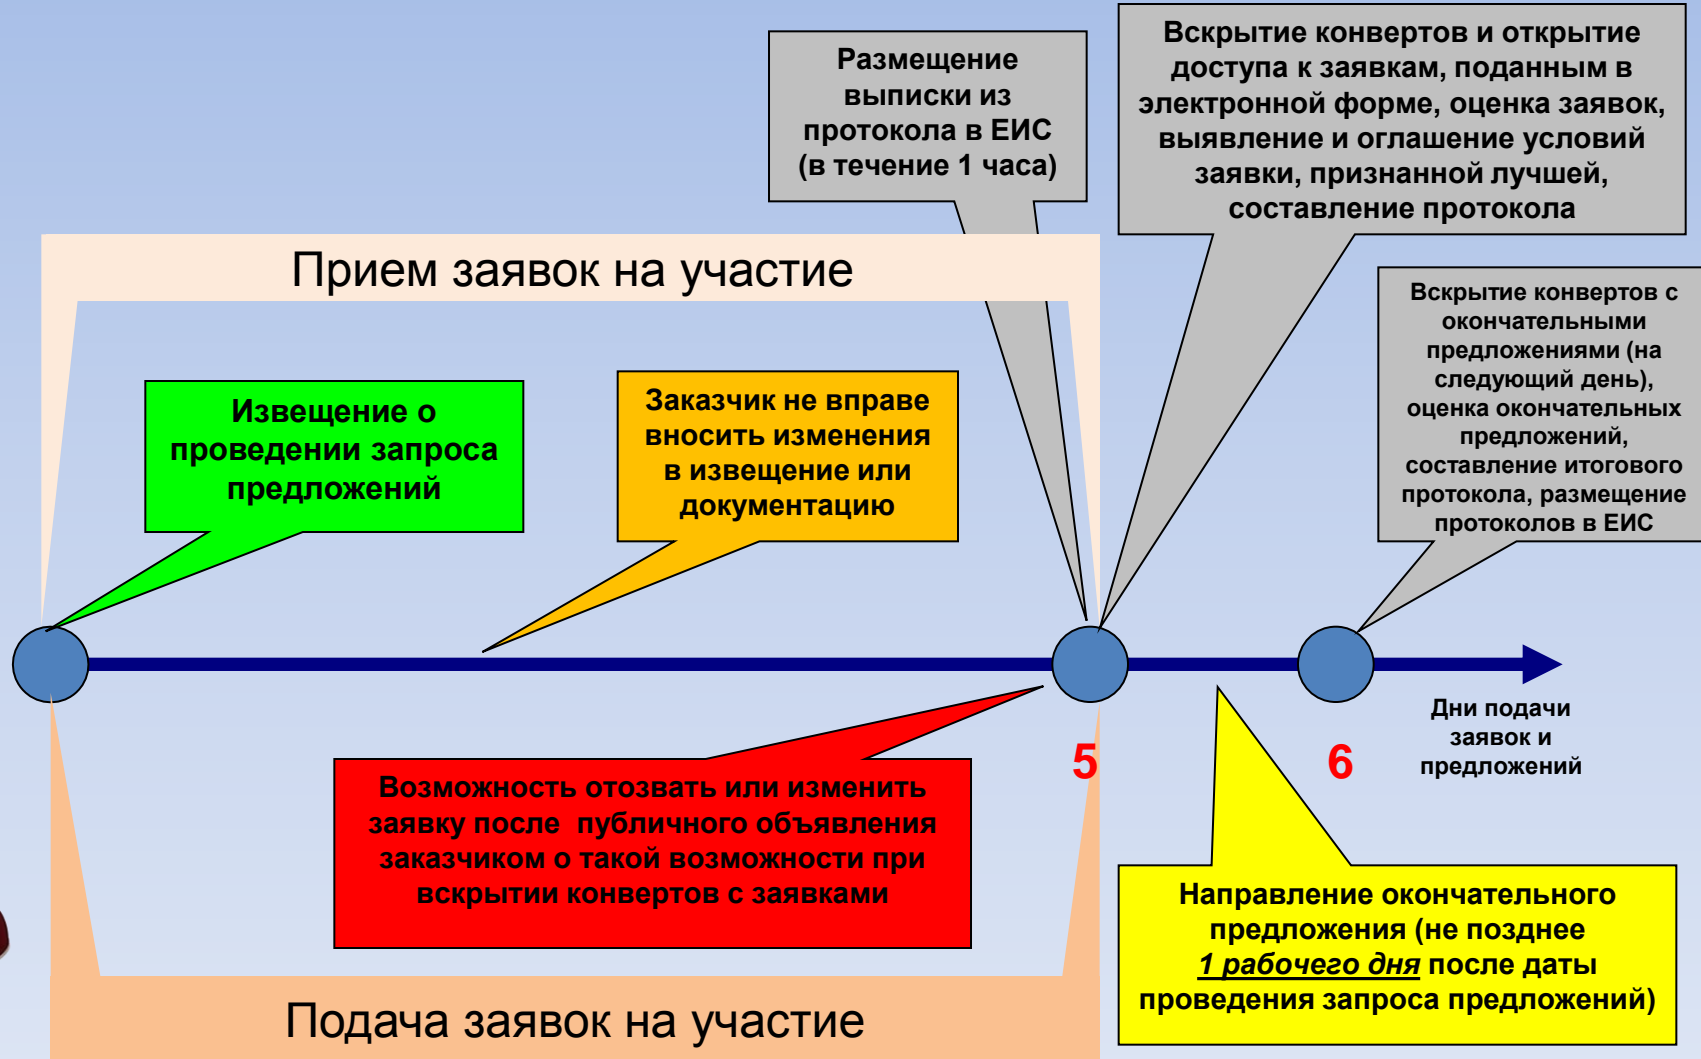 Размещение
выписки из
протокола в ЕИС
(в течение 1 часа)
Вскрытие конвертов и открытие
доступа к заявкам, поданным в
электронной форме, оценка заявок,
выявление и оглашение условий
заявки, признанной лучшей,
составление протокола
Прием заявок на участие
Вскрытие конвертов с
окончательными
предложениями (на
следующий день),
оценка окончательных
предложений,
составление итогового
протокола, размещение
протоколов в ЕИС
Извещение о
проведении запроса
предложений
Заказчик не вправе
вносить изменения
в извещение или
документацию
Дни подачи
заявок и
предложений
5
6
Возможность отозвать или изменить
заявку после  публичного объявления
заказчиком о такой возможности при
вскрытии конвертов с заявками
Направление окончательного
предложения (не позднее
1 рабочего дня после даты
проведения запроса предложений)
Подача заявок на участие